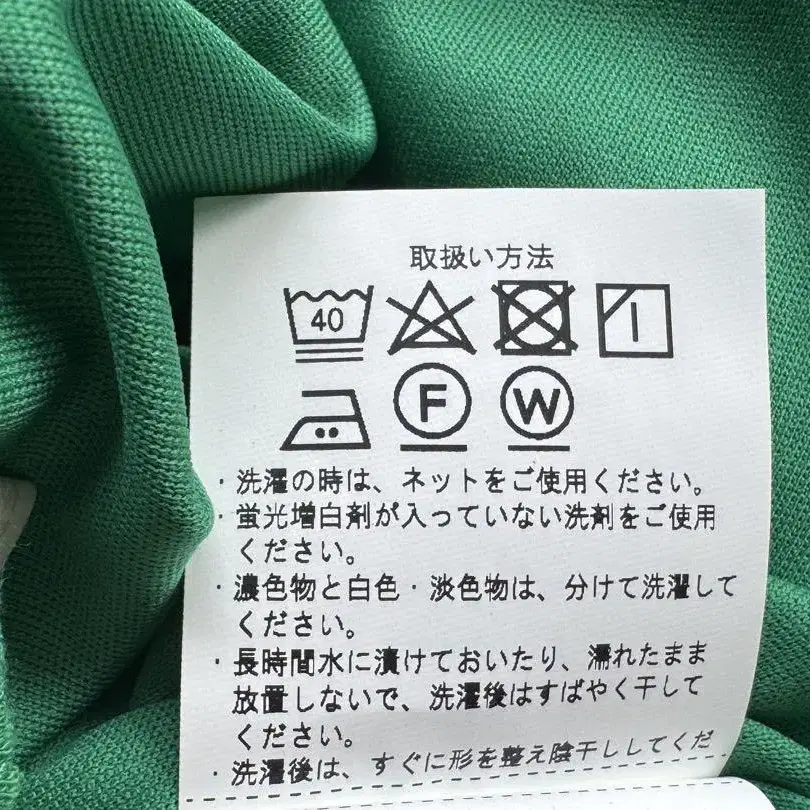 取扱い方法
40
F W
・洗濯の時は、ネットをご使用ください。
・蛍光増白剤が入っていない洗剤をご使用
ください。
・濃色物と白色・淡色物は、分けて洗濯して
ください。
・長時間水に漬けておいたり、濡れたまま
放置しないで、洗濯後はすばやく干して
ください。
・洗濯後は、すぐに形を整え陰干ししてくだ